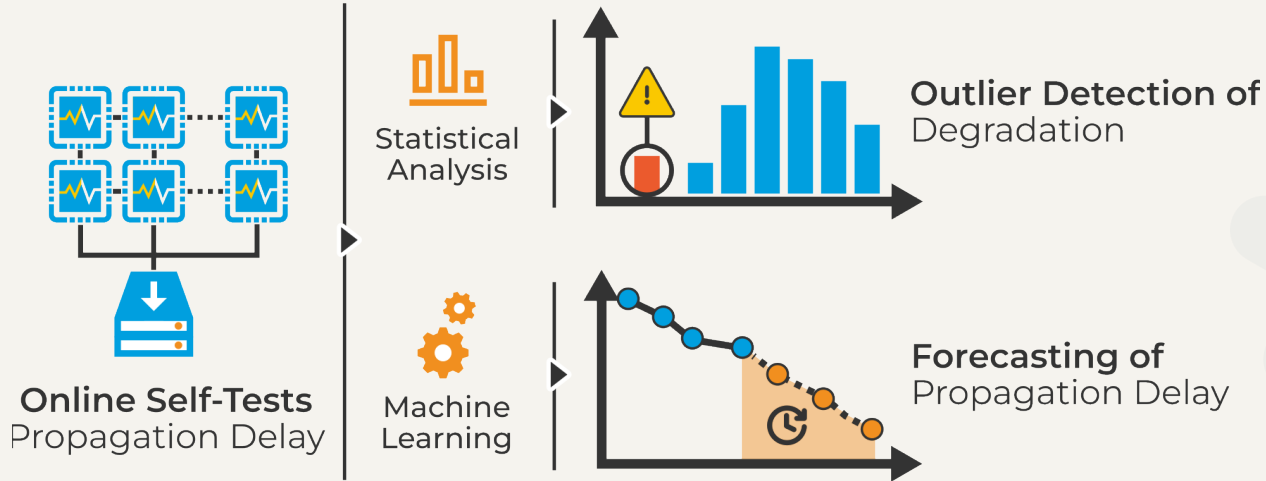 Online Self-Tests
Propagation Delay
Statistical
Analysis
!
Outlier Detection of
Degradation
Machine
Learning
Forecasting of
Propagation Delay